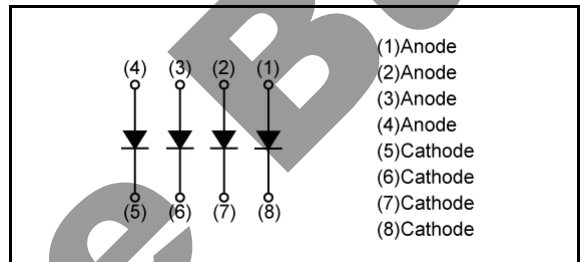 (4) (3) (2) (1)
(5) (6) (7) (8)
(1)Anode
(2)Anode
(3)Anode
(4)Anode
(5)Cathode
(6)Cathode
(7)Cathode
(8)Cathode